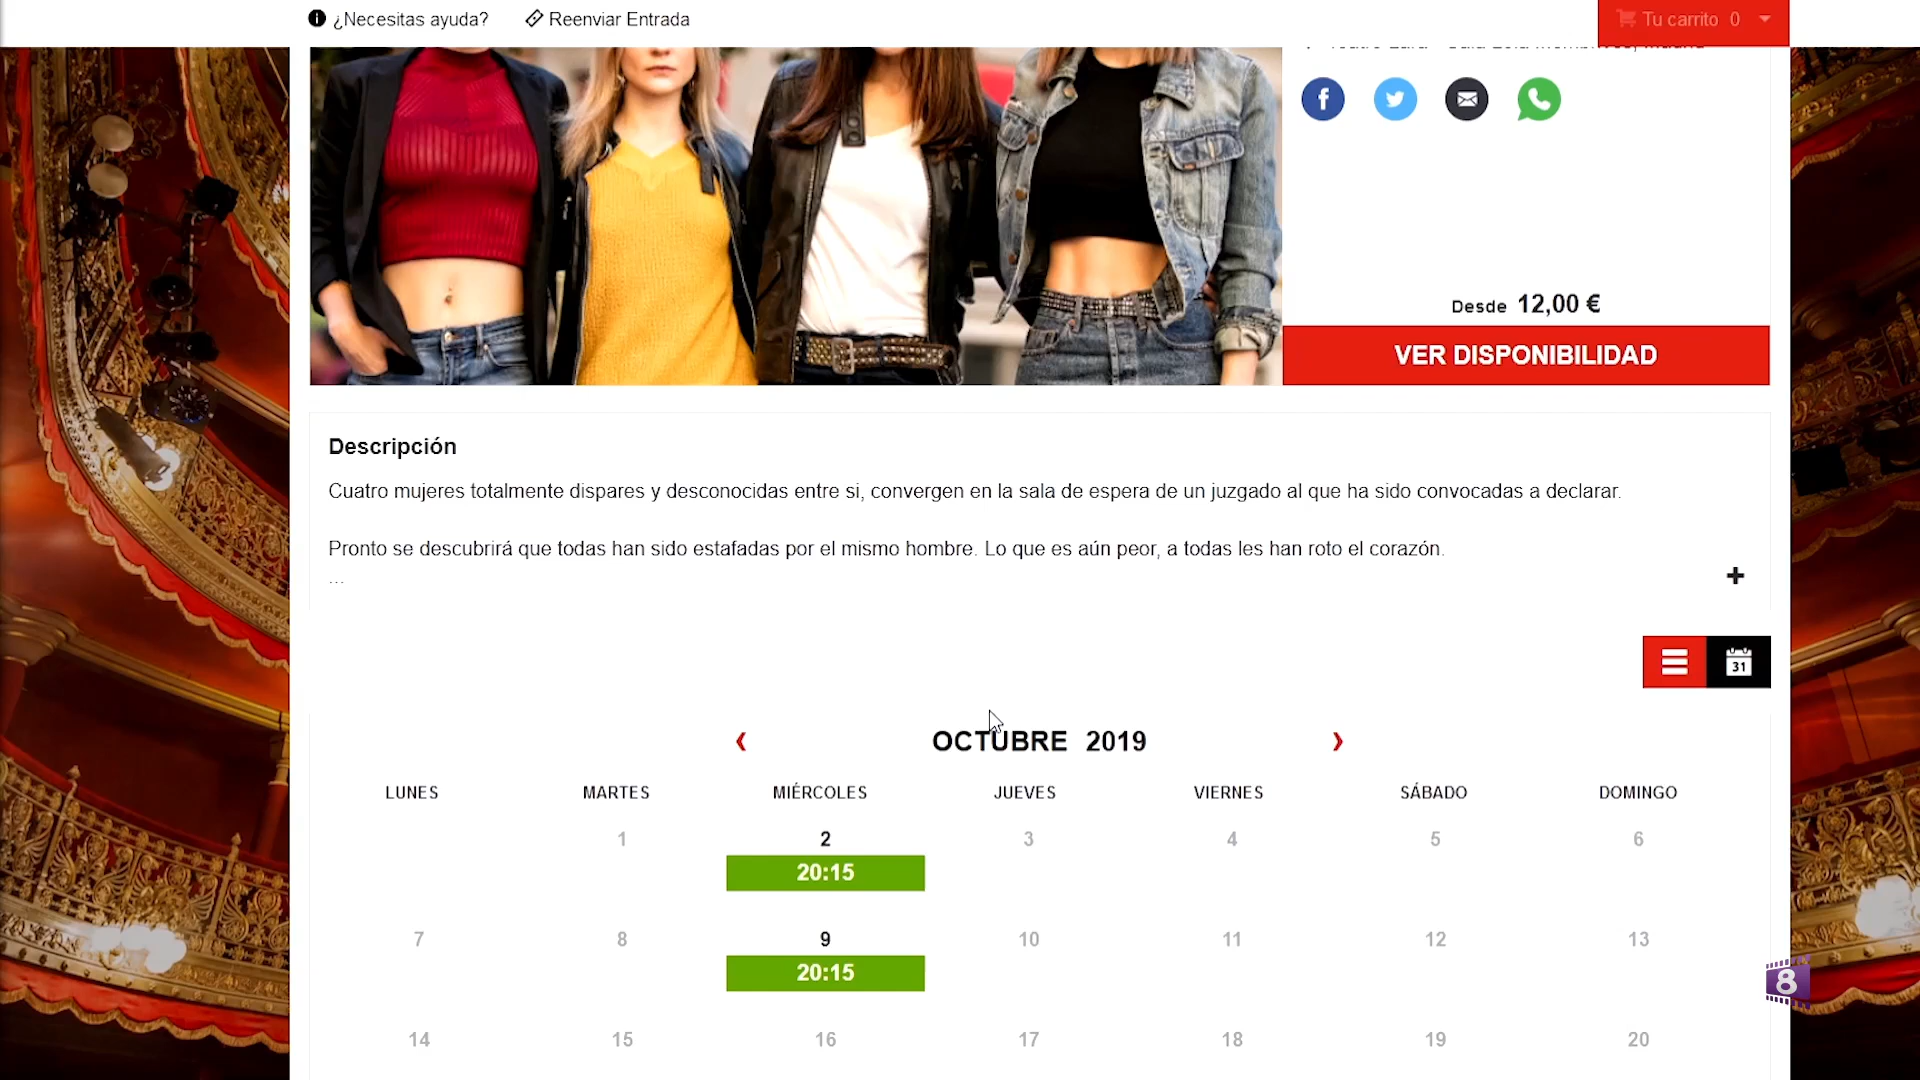 ¿Necesitas ayuda?
Reenviar Entrada
Tu carrito 0
Desde 12,00 €
VER DISPONIBILIDAD
Descripción
Cuatro mujeres totalmente dispares y desconocidas entre si, convergen en la sala de espera de un juzgado al que ha sido convocadas a declarar.
Pronto se descubrirá que todas han sido estafadas por el mismo hombre. Lo que es aún peor, a todas les han roto el corazón.
...
31
OCTUBRE 2019
LUNES MARTES MIÉRCOLES JUEVES VIERNES SÁBADO DOMINGO
1 2 3 4 5 6
20:15
7 8 9 10 11 12 13
20:15
8
14 15 16 17 18 19 20